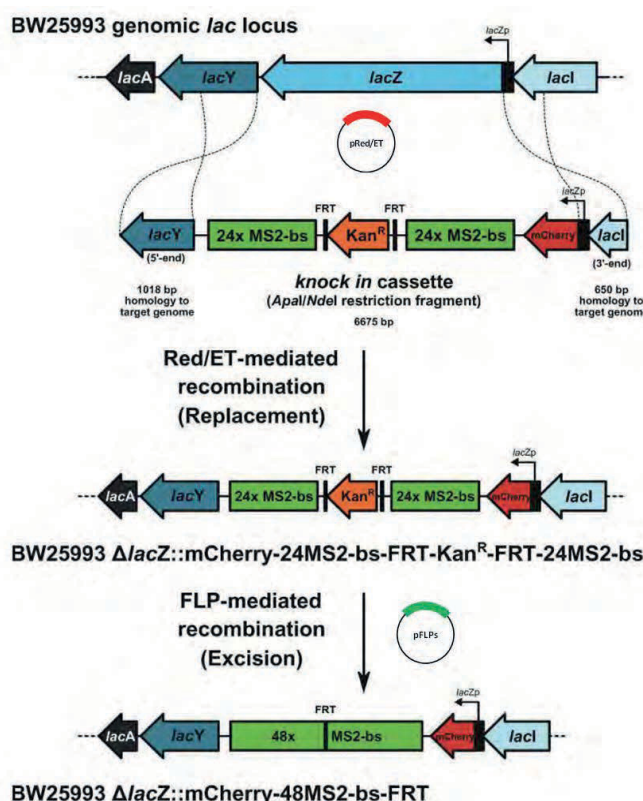 BW25993 genomic lac locus
lacZp
lacA lacY lacZ lacI
pRed/ET
lacZp
FRT FRT
lacY 24x MS2-bs Kan^R 24x MS2-bs mCherry lacI
(5'-end) (3'-end)
knock in cassette
(ApaI/NdeI restriction fragment)
6675 bp
1018 bp
homology to
target genome
650 bp
homology to
target genome
Red/ET-mediated
recombination
(Replacement)
lacZp
FRT FRT
lacA lacY 24x MS2-bs Kan^R 24x MS2-bs mCherry lacI
BW25993 ΔlacZ::mCherry-24MS2-bs-FRT-Kan^R-FRT-24MS2-bs
FLP-mediated
recombination
(Excision)
pFLPs
lacZp
FRT
lacA lacY 48x MS2-bs mCherry lacI
BW25993 ΔlacZ::mCherry-48MS2-bs-FRT